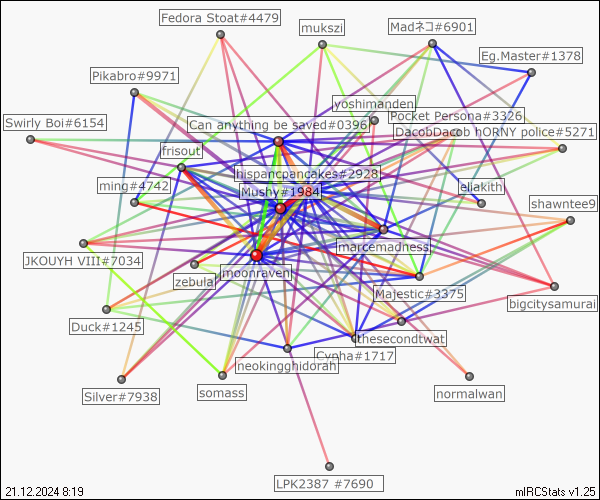 Fedora Stoat#4479
mukszi
Madネコ#6901
Eg.Master#1378
Pikabro#9971
yoshimanden
Pocket Persona#3326
Swirly Boi#6154
Can anything be saved#0396
DacobDacob hORNY police#5271
frisout
hispancpancakes#2928
ming#4742
Mushy#1984
eliakith
shawntee9
marcemadness
JKOUYH VIII#7034
moonraven
zebula
Majestic#3375
bigcitysamurai
Duck#1245
thesecondtwat
Cynha#1717
neokingghidorah
Silver#7938
somass
normalwan
LPK2387 #7690
21.12.2024 8:19
mIRCStats v1.25